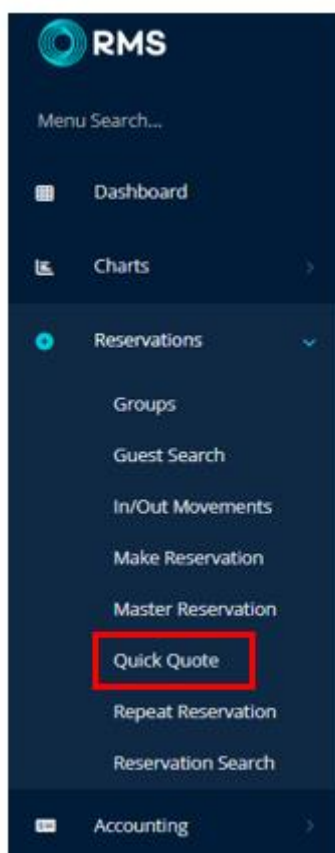 RMS
Menu Search...
Dashboard
Charts
Reservations
Groups
Guest Search
In/Out Movements
Make Reservation
Master Reservation
Quick Quote
Repeat Reservation
Reservation Search
Accounting